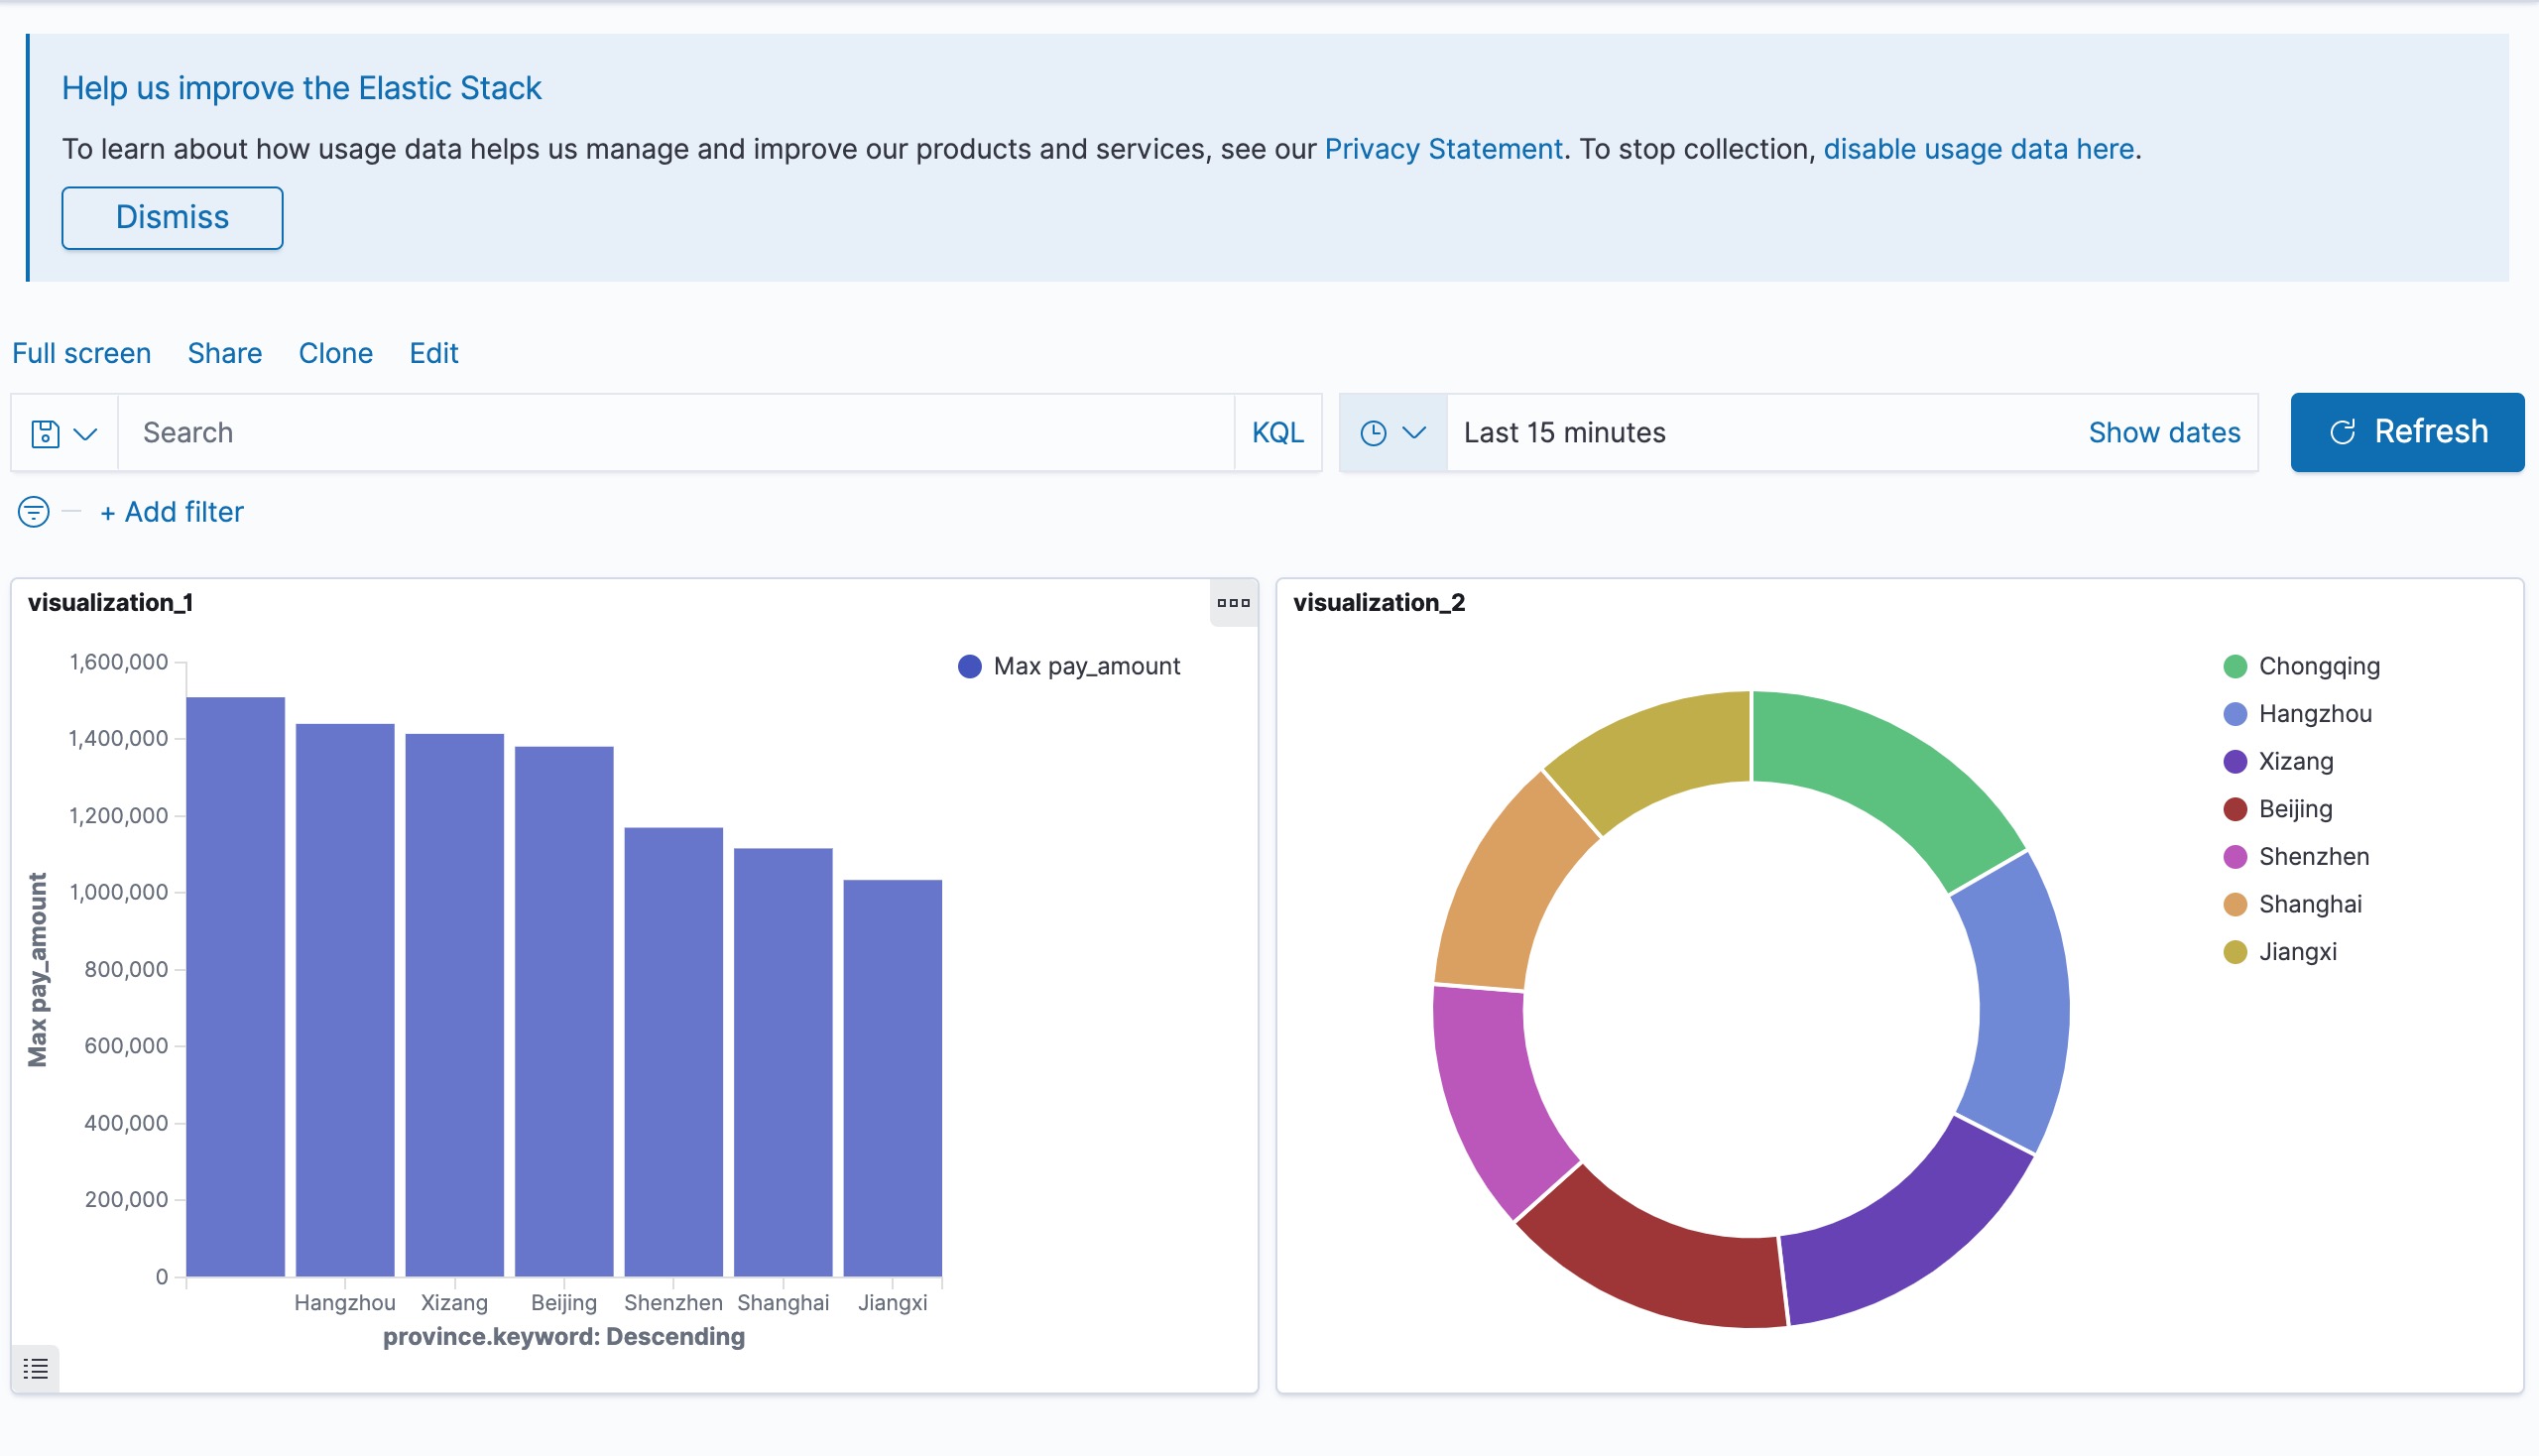 Help us improve the Elastic Stack
To learn about how usage data helps us manage and improve our products and services, see our Privacy Statement. To stop collection, disable usage data here.
Dismiss
Full screen Share Clone Edit
Search KQL Last 15 minutes Show dates Refresh
+ Add filter
visualization_1
Max pay_amount
1,600,000
1,400,000
1,200,000
1,000,000
800,000
600,000
400,000
200,000
0
Max pay_amount
Hangzhou Xizang Beijing Shenzhen Shanghai Jiangxi
province.keyword: Descending
visualization_2
Chongqing
Hangzhou
Xizang
Beijing
Shenzhen
Shanghai
Jiangxi